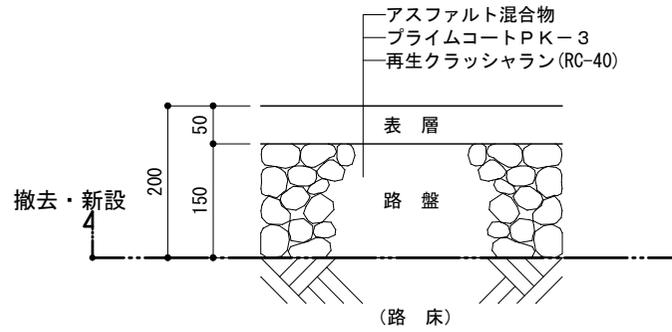 アスファルト混合物
プライムコートPK-3
再生クラッシャラン(RC-40)
50
表 層
200
150
撤去・新設
4
路 盤
(路 床)